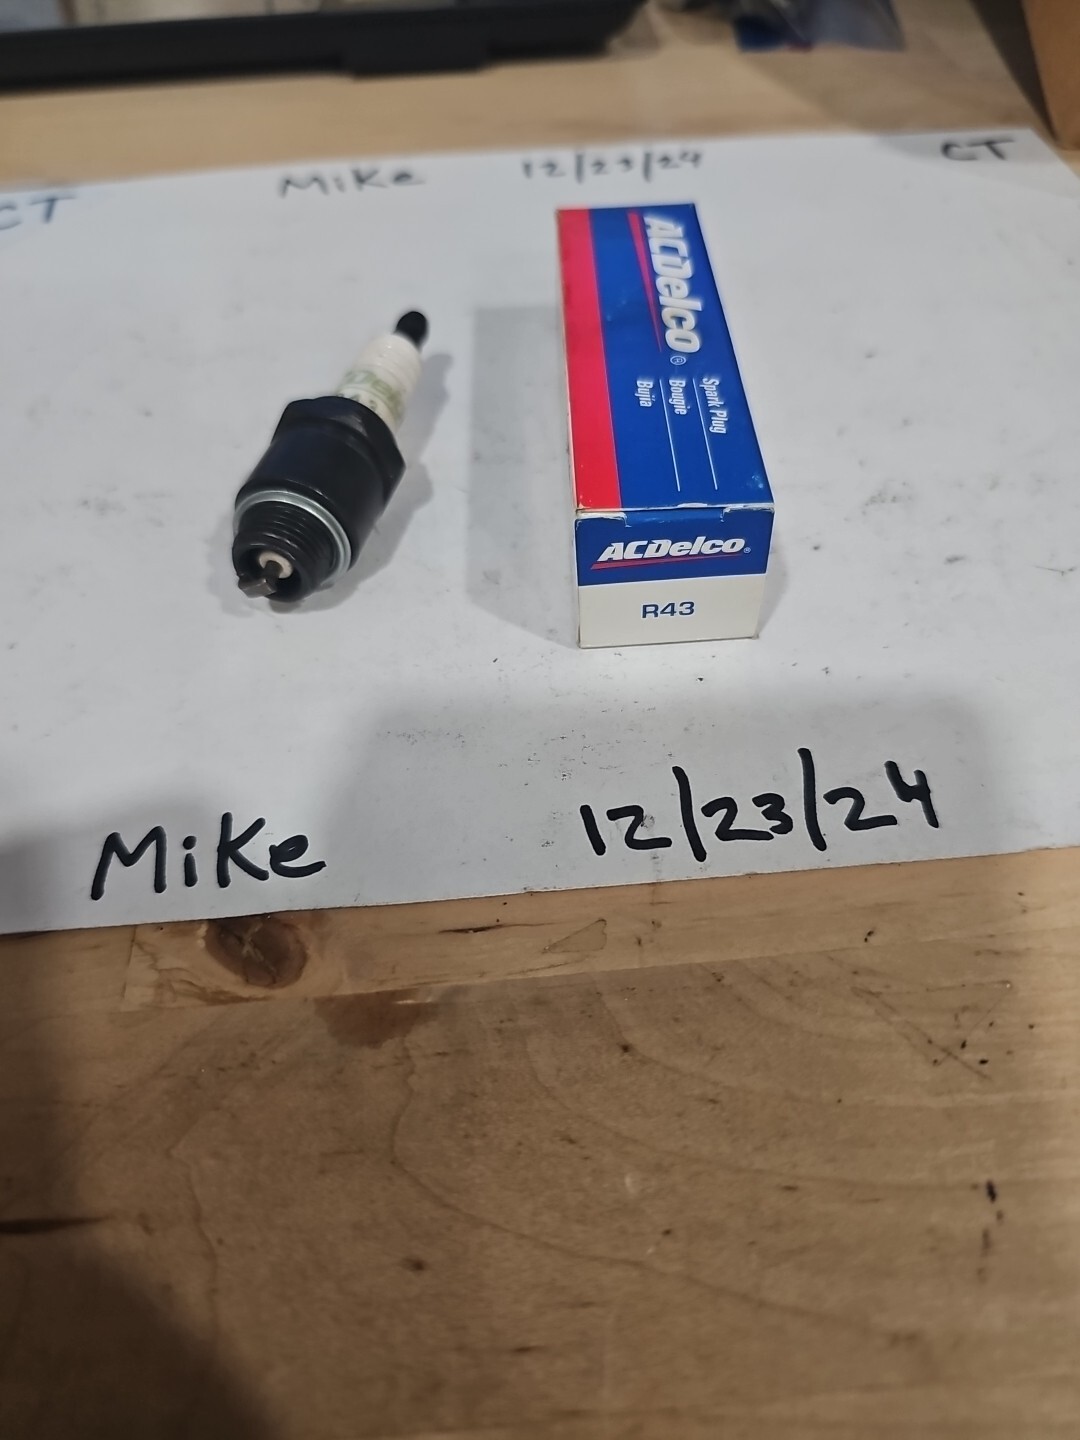 Mike 12/23/24 CT
CT
ACDelco®
Spark Plug
Bougie
Bujía
ACDelco®
R43
Mike 12/23/24